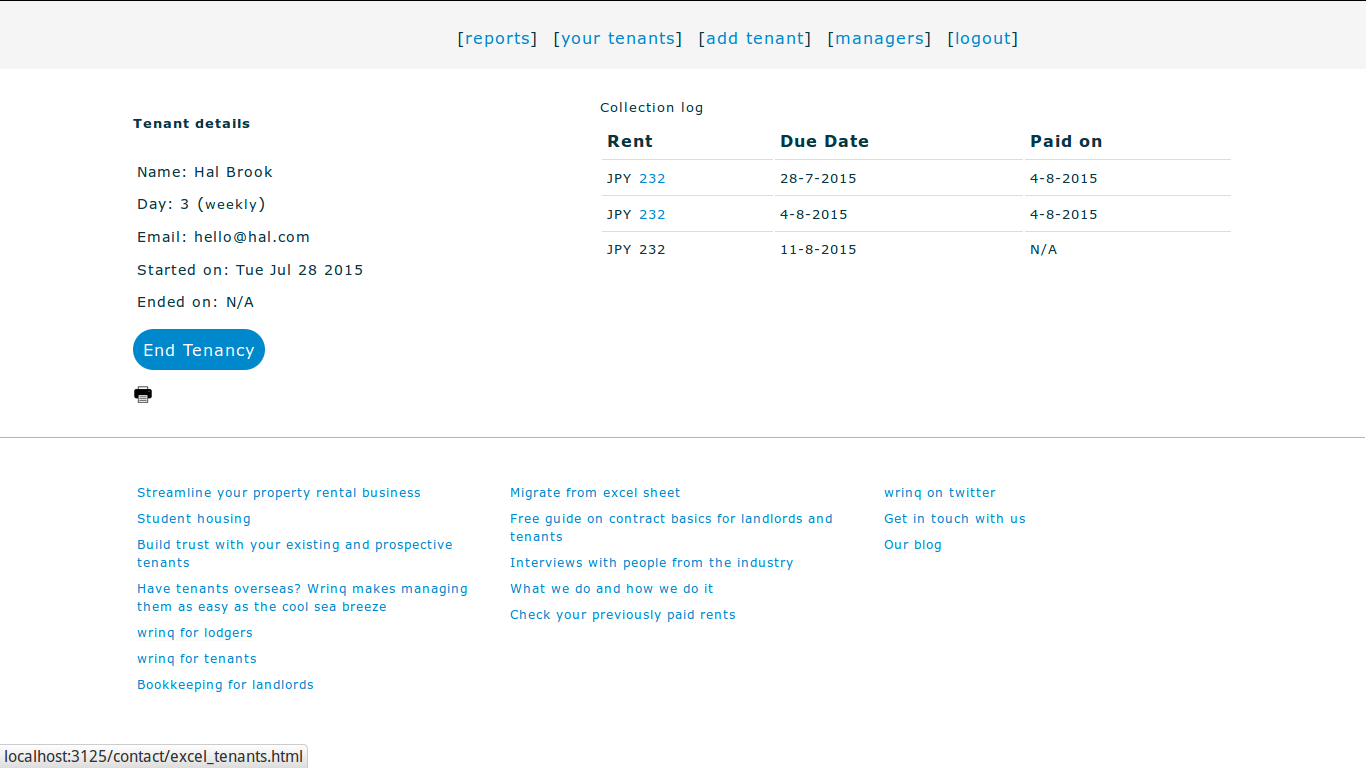 [reports] [your tenants] [add tenant] [managers] [logout]
Tenant details
Name: Hal Brook
Day: 3 (weekly)
Email: hello@hal.com
Started on: Tue Jul 28 2015
Ended on: N/A
End Tenancy
Collection log
Rent Due Date Paid on
JPY 232 28-7-2015 4-8-2015
JPY 232 4-8-2015 4-8-2015
JPY 232 11-8-2015 N/A
Streamline your property rental business
Student housing
Build trust with your existing and prospective
tenants
Have tenants overseas? Wrinq makes managing
them as easy as the cool sea breeze
wrinq for lodgers
wrinq for tenants
Bookkeeping for landlords
Migrate from excel sheet
Free guide on contract basics for landlords and
tenants
Interviews with people from the industry
What we do and how we do it
Check your previously paid rents
wrinq on twitter
Get in touch with us
Our blog
localhost:3125/contact/excel_tenants.html